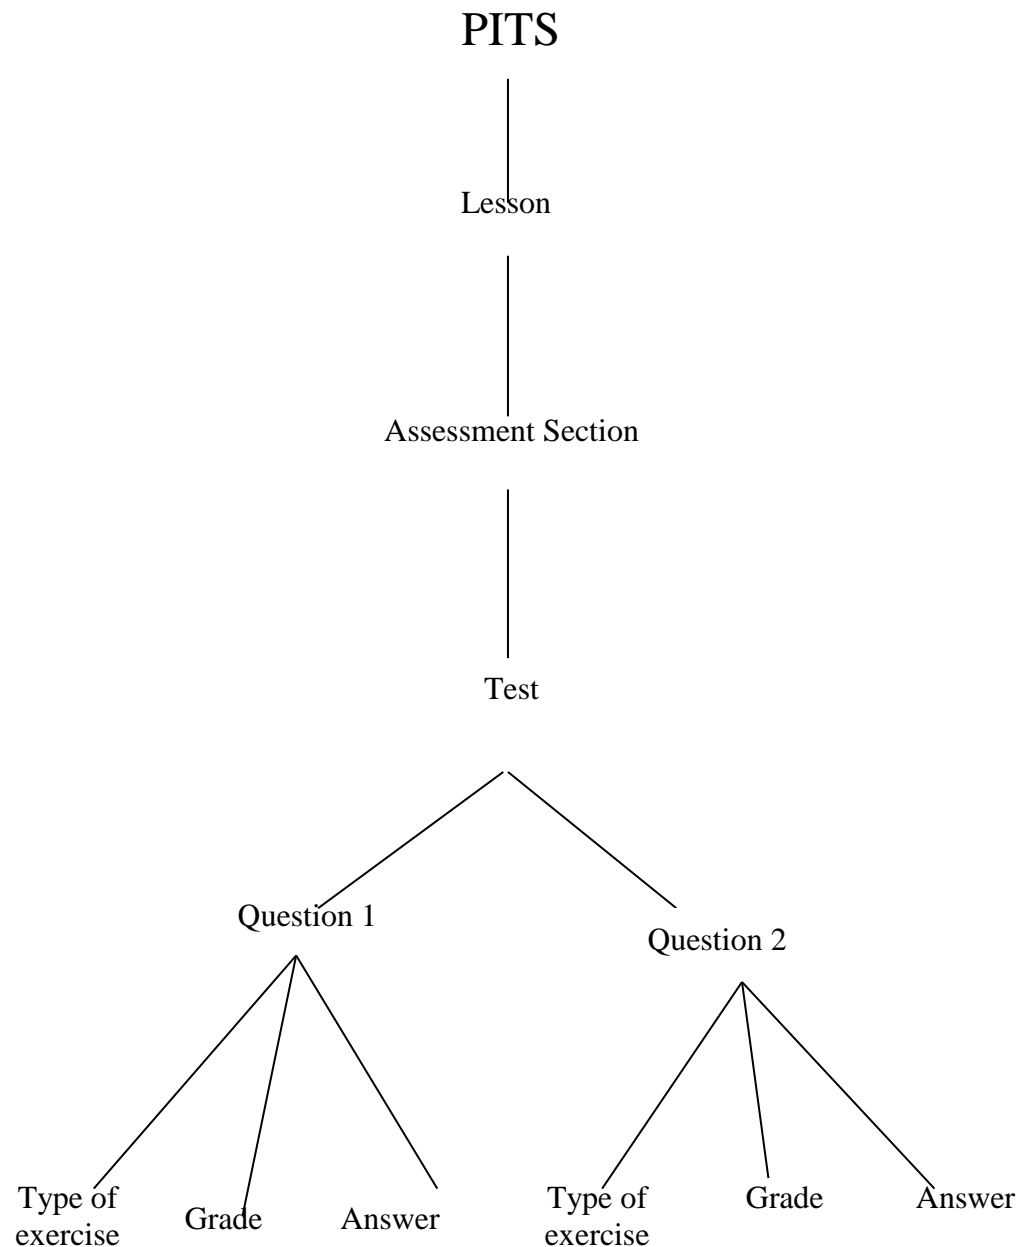 PITS
Lesson
Assessment Section
Test
Question 1
Question 2
Type of
exercise
Grade
Answer
Type of
exercise
Grade
Answer